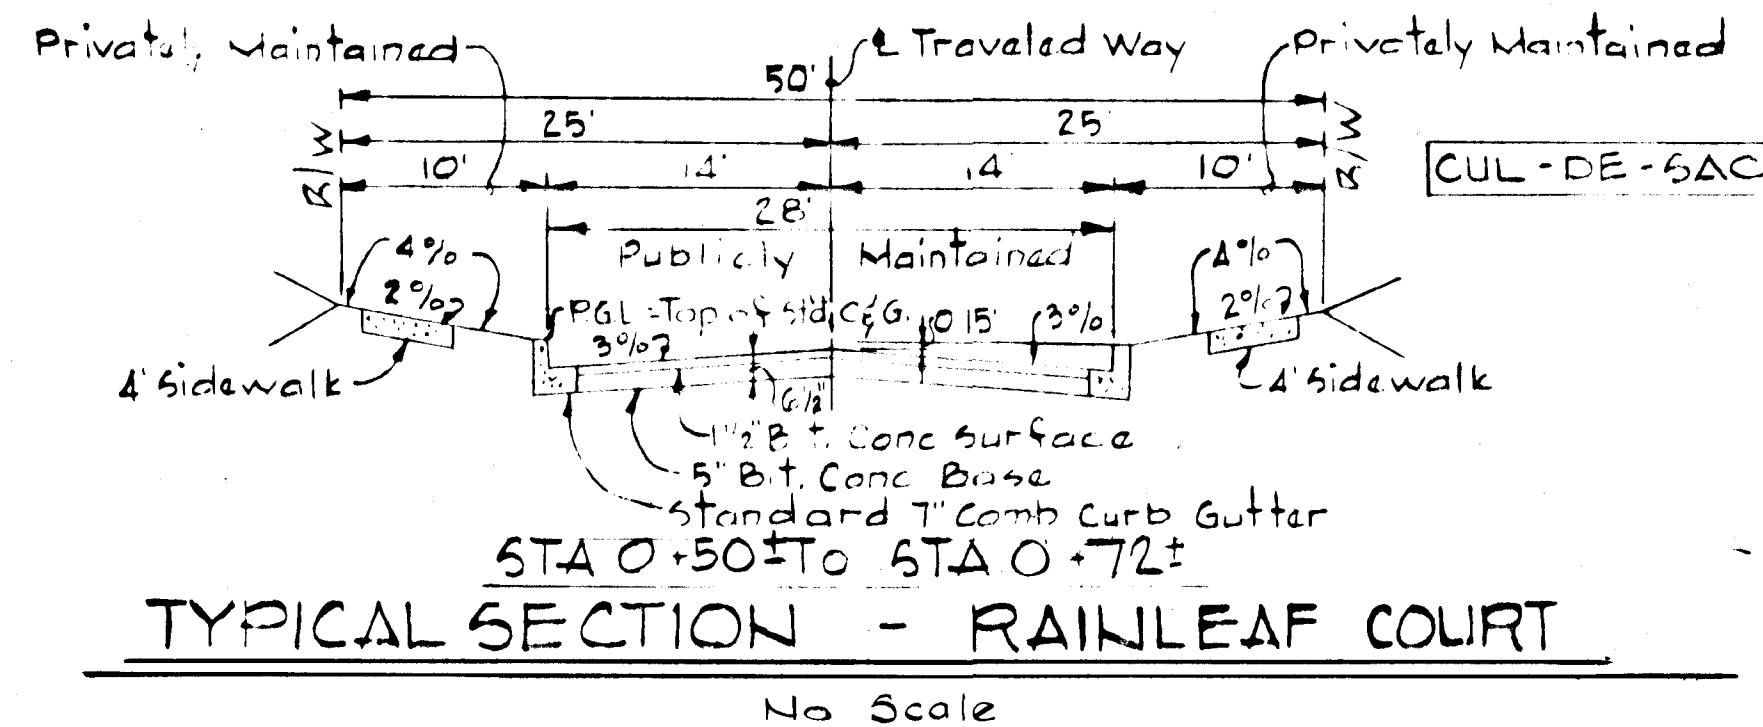 Privately Maintained
℄ Traveled Way
Privately Maintained
50'
25'
25'
R/W
R/W
10'
14'
14'
10'
CUL-DE-SAC
28'
Publicly Maintained
4%
2%
4%
2%
P.G.L.=Top of Std. C&G.
0.15'
3%
3%
4' Sidewalk
4' Sidewalk
6½"
1½" Bit. Conc Surface
5" Bit. Conc Base
Standard 7" Comb Curb Gutter
STA 0+50± To STA 0+72±
TYPICAL SECTION - RAINLEAF COURT
No Scale